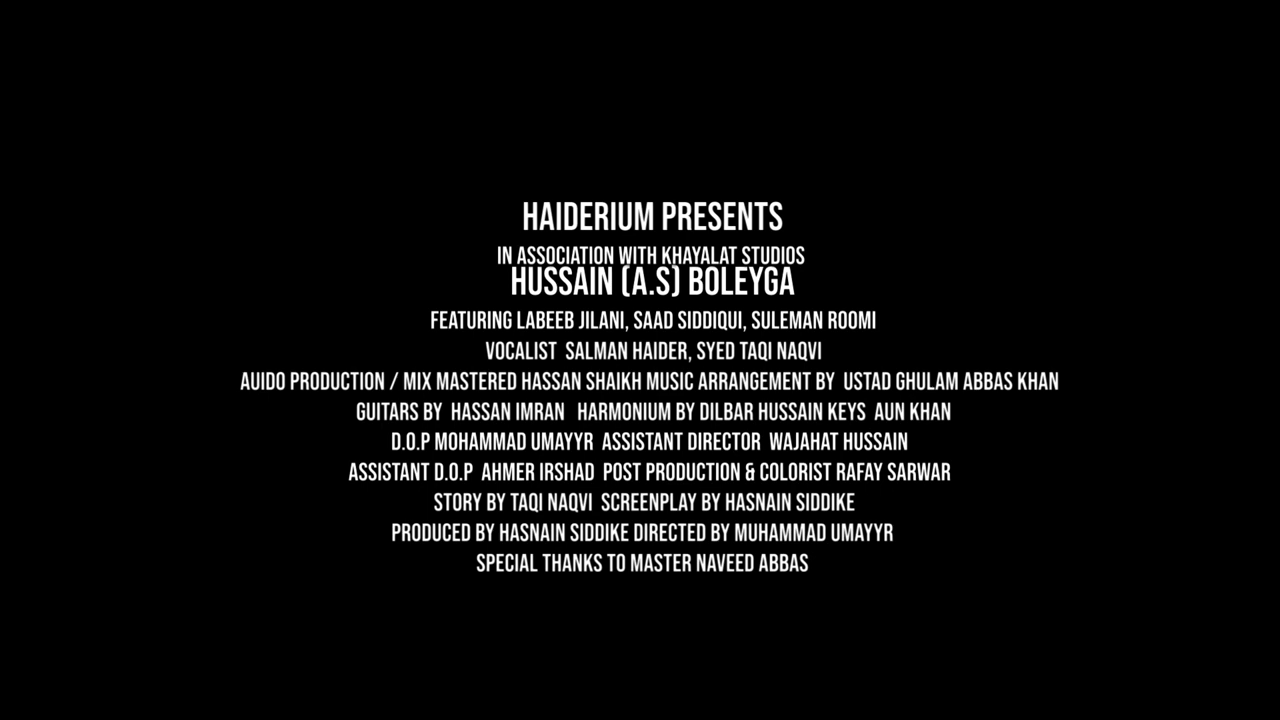 HAIDERIUM PRESENTS
IN ASSOCIATION WITH KHAYALAT STUDIOS
HUSSAIN (A.S) BOLEYGA
FEATURING LABEEB JILANI, SAAD SIDDIQUI, SULEMAN ROOMI
VOCALIST SALMAN HAIDER, SYED TAQI NAQVI
AUIDO PRODUCTION / MIX MASTERED HASSAN SHAIKH MUSIC ARRANGEMENT BY USTAD GHULAM ABBAS KHAN
GUITARS BY HASSAN IMRAN HARMONIUM BY DILBAR HUSSAIN KEYS AUN KHAN
D.O.P MOHAMMAD UMAYYR ASSISTANT DIRECTOR WAJAHAT HUSSAIN
ASSISTANT D.O.P AHMER IRSHAD POST PRODUCTION & COLORIST RAFAY SARWAR
STORY BY TAQI NAQVI SCREENPLAY BY HASNAIN SIDDIKE
PRODUCED BY HASNAIN SIDDIKE DIRECTED BY MUHAMMAD UMAYYR
SPECIAL THANKS TO MASTER NAVEED ABBAS